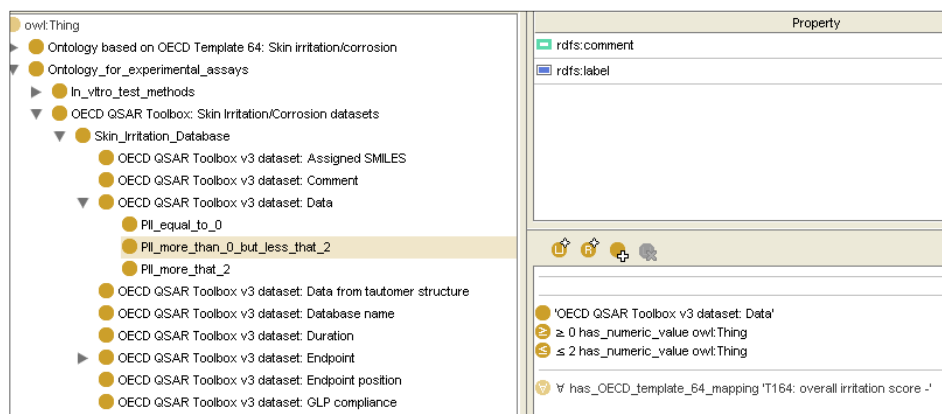 owl:Thing
Ontology based on OECD Template 64: Skin irritation/corrosion
Ontology_for_experimental_assays
In_vitro_test_methods
OECD QSAR Toolbox: Skin Irritation/Corrosion datasets
Skin_Irritation_Database
OECD QSAR Toolbox v3 dataset: Assigned SMILES
OECD QSAR Toolbox v3 dataset: Comment
OECD QSAR Toolbox v3 dataset: Data
PII_equal_to_0
PII_more_than_0_but_less_that_2
PII_more_that_2
OECD QSAR Toolbox v3 dataset: Data from tautomer structure
OECD QSAR Toolbox v3 dataset: Database name
OECD QSAR Toolbox v3 dataset: Duration
OECD QSAR Toolbox v3 dataset: Endpoint
OECD QSAR Toolbox v3 dataset: Endpoint position
OECD QSAR Toolbox v3 dataset: GLP compliance
Property
rdfs:comment
rdfs:label
'OECD QSAR Toolbox v3 dataset: Data'
≥ 0 has_numeric_value owl:Thing
≤ 2 has_numeric_value owl:Thing
∀ has_OECD_template_64_mapping 'T164: overall irritation score -'